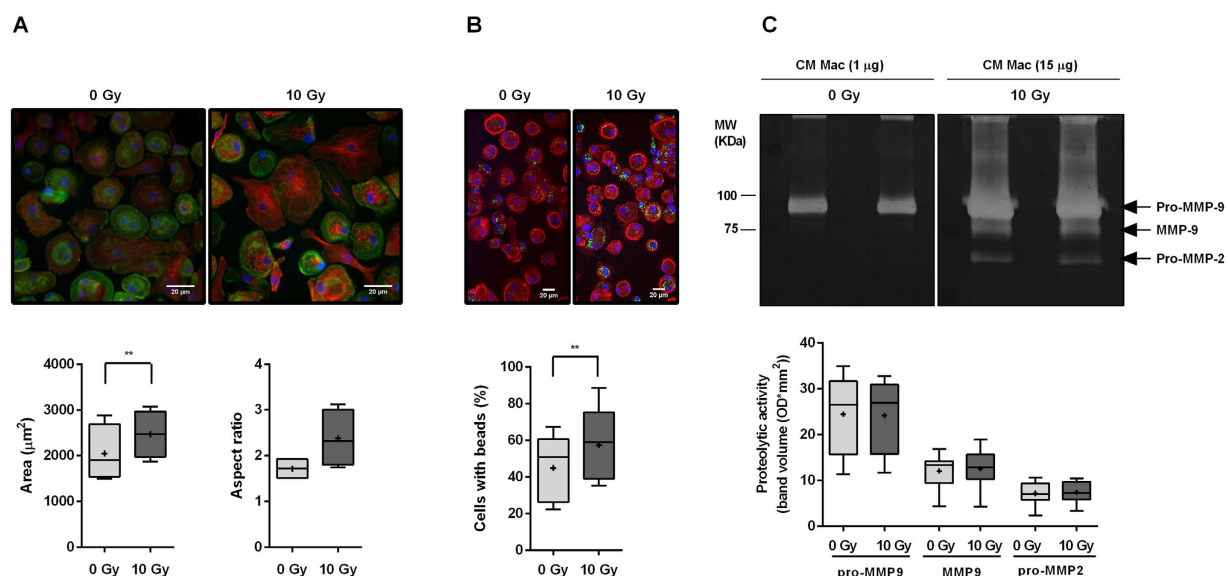 A
0 Gy 10 Gy
20 µm 20 µm
4000
3000
2000
1000
0
Area (µm²)
**
0 Gy 10 Gy
4
3
2
1
0
Aspect ratio
0 Gy 10 Gy
B
0 Gy 10 Gy
20 µm 20 µm
100
80
60
40
20
0
Cells with beads (%)
**
0 Gy 10 Gy
C
CM Mac (1 µg) CM Mac (15 µg)
0 Gy 10 Gy
MW
(KDa)
100
75
Pro-MMP-9
MMP-9
Pro-MMP-2
40
30
20
10
0
Proteolytic activity
(band volume (OD*mm²))
0 Gy 10 Gy 0 Gy 10 Gy 0 Gy 10 Gy
pro-MMP9 MMP9 pro-MMP2